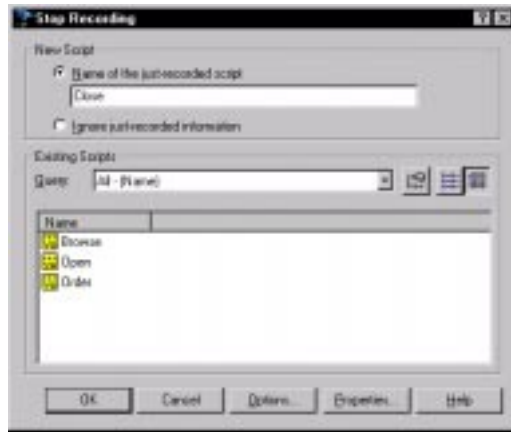 Stop Recording
New Script
Name of the just-recorded script
Close
Ignore just-recorded information
Existing Scripts
Query: All - (Name)
Name
Browse
Open
Order
OK Cancel Options... Properties... Help